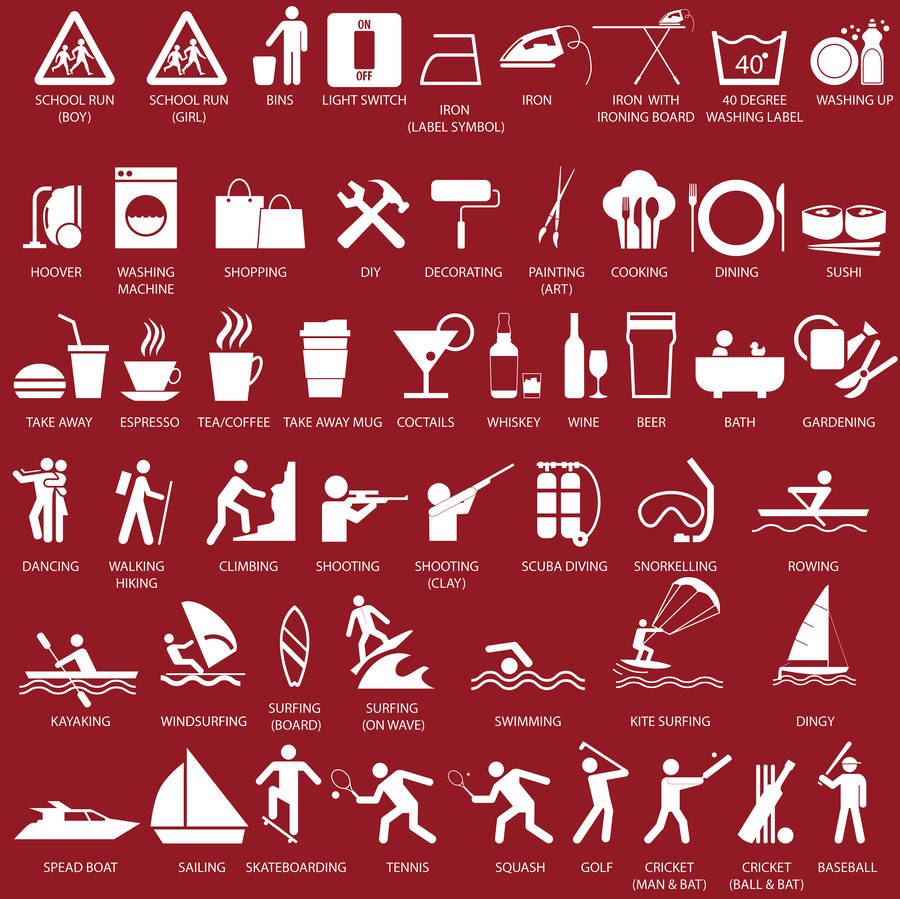 ON
OFF
40°
SCHOOL RUN
(BOY)
SCHOOL RUN
(GIRL)
BINS
LIGHT SWITCH
IRON
(LABEL SYMBOL)
IRON
IRON WITH
IRONING BOARD
40 DEGREE
WASHING LABEL
WASHING UP
HOOVER
WASHING
MACHINE
SHOPPING
DIY
DECORATING
PAINTING
(ART)
COOKING
DINING
SUSHI
TAKE AWAY
ESPRESSO
TEA/COFFEE
TAKE AWAY MUG
COCTAILS
WHISKEY
WINE
BEER
BATH
GARDENING
DANCING
WALKING
HIKING
CLIMBING
SHOOTING
SHOOTING
(CLAY)
SCUBA DIVING
SNORKELLING
ROWING
KAYAKING
WINDSURFING
SURFING
(BOARD)
SURFING
(ON WAVE)
SWIMMING
KITE SURFING
DINGY
SPEAD BOAT
SAILING
SKATEBOARDING
TENNIS
SQUASH
GOLF
CRICKET
(MAN & BAT)
CRICKET
(BALL & BAT)
BASEBALL